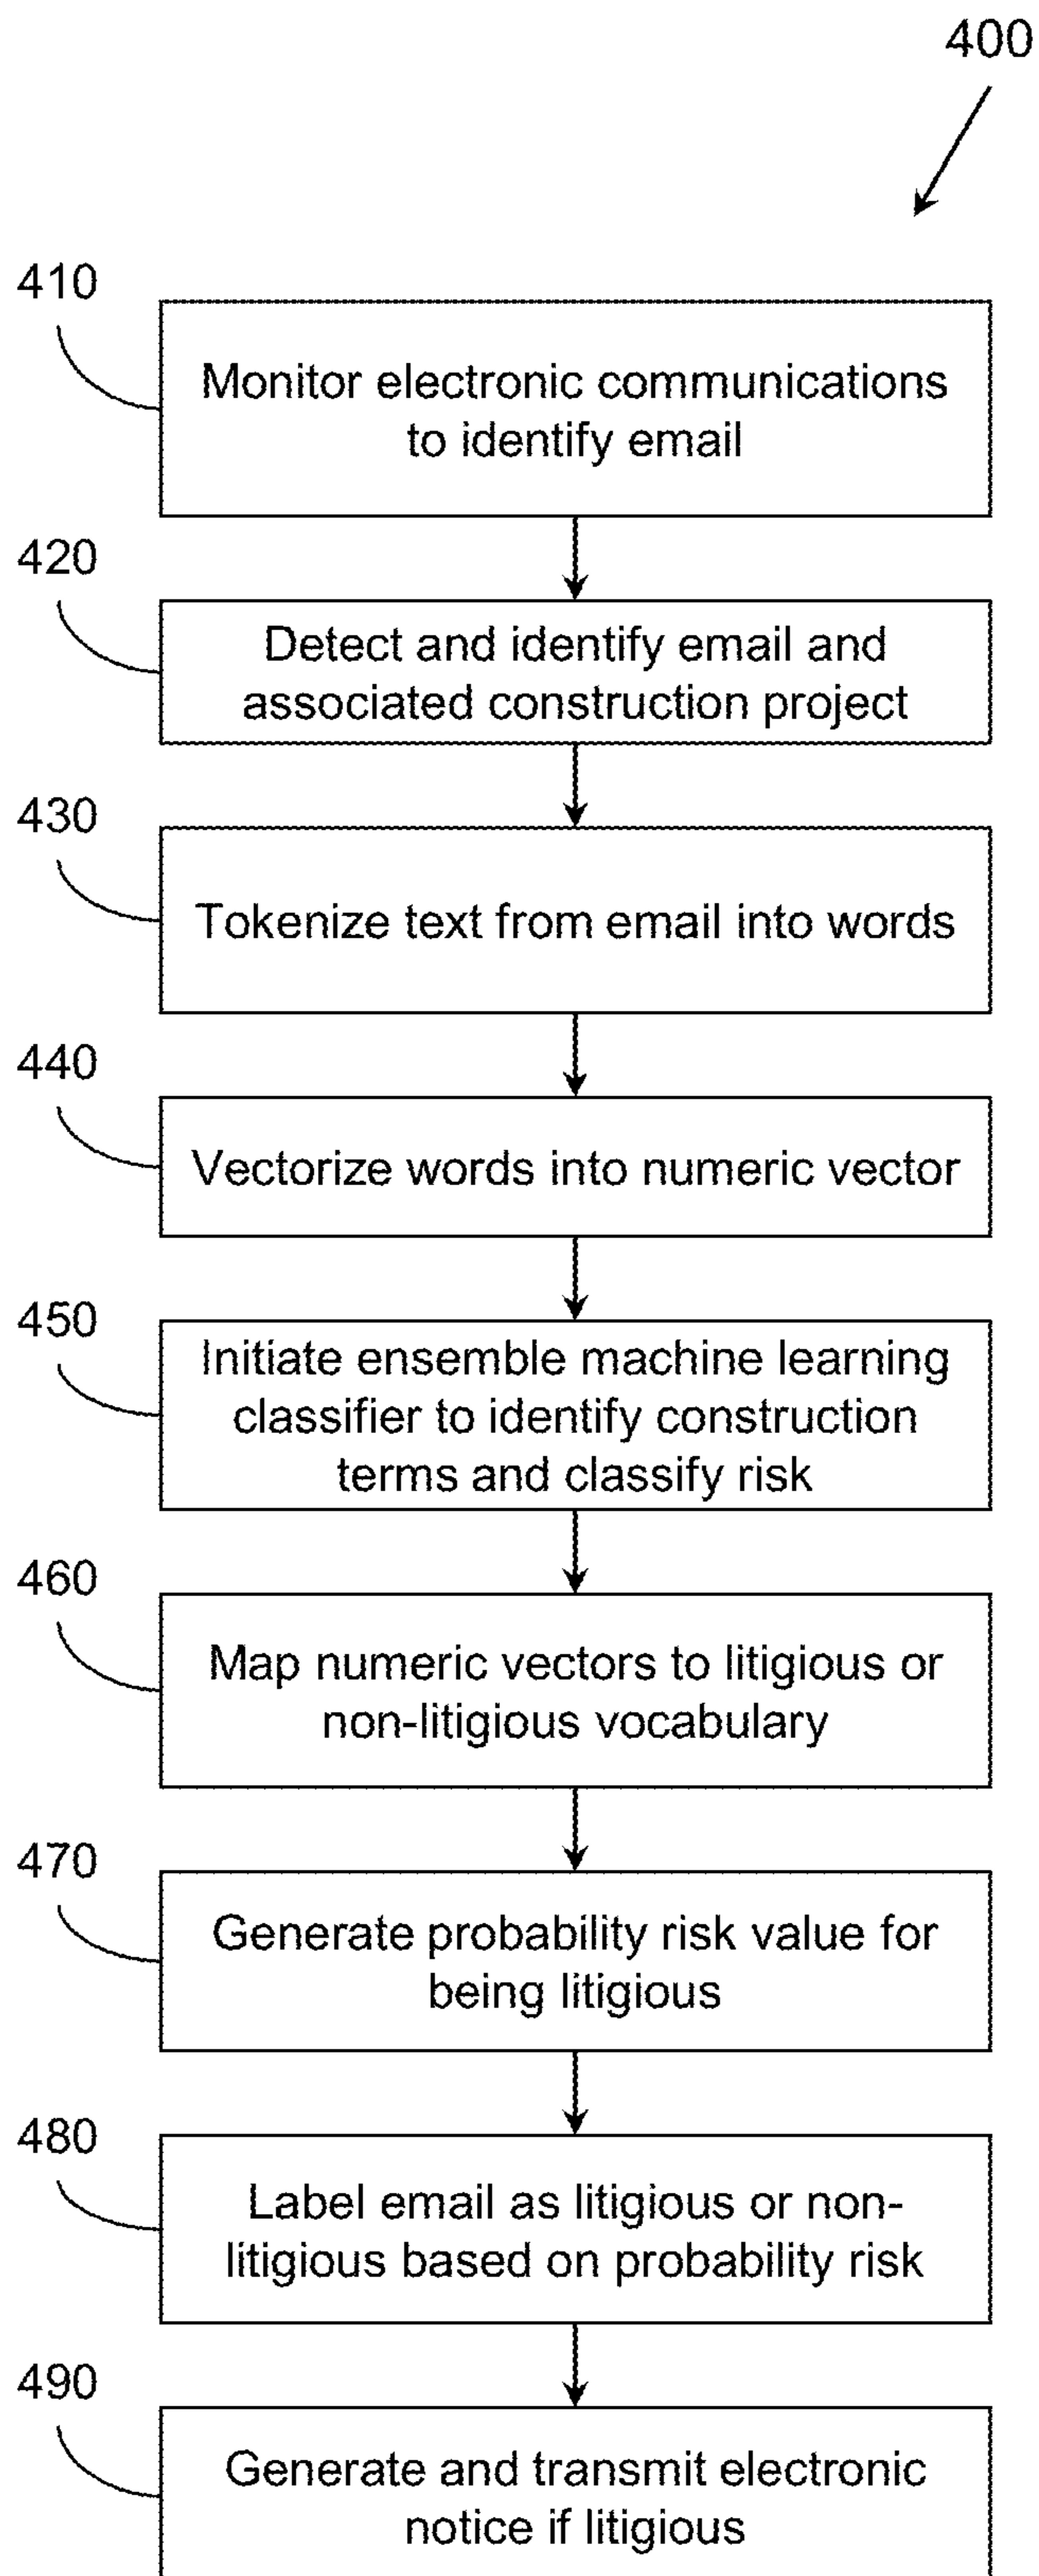 400
410
Monitor electronic communications
to identify email
420
Detect and identify email and
associated construction project
430
Tokenize text from email into words
440
Vectorize words into numeric vector
450
Initiate ensemble machine learning
classifier to identify construction
terms and classify risk
460
Map numeric vectors to litigious or
non-litigious vocabulary
470
Generate probability risk value for
being litigious
480
Label email as litigious or non-
litigious based on probability risk
490
Generate and transmit electronic
notice if litigious